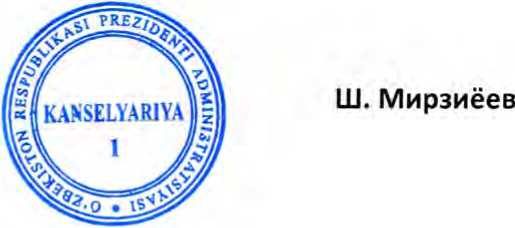 O'ZBEKISTON RESPUBLIKASI PREZIDENTI ADMINISTRATSIYASI
KANSELYARIYA
1
Ш. Мирзиёев